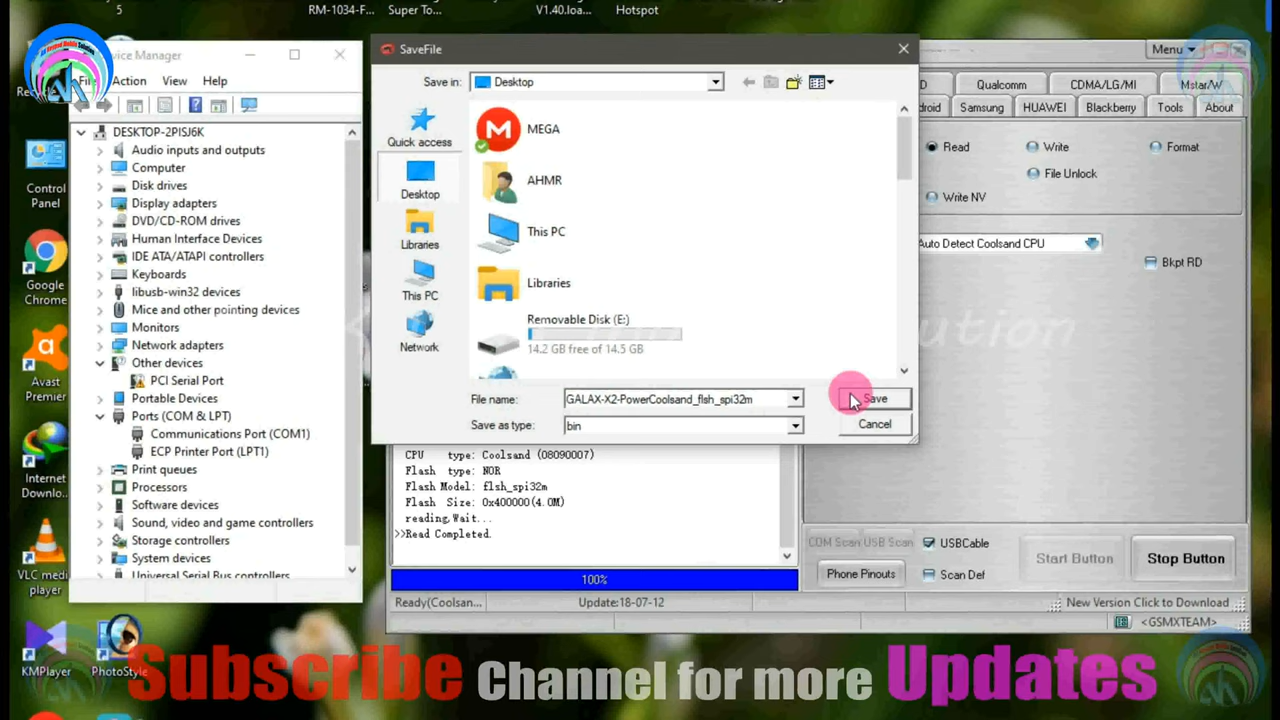 5
RM-1034-F...
Super To...
V1.40.loa...
Hotspot
Control
Panel
Google
Chrome
Avast
Premier
Internet
Downlo...
VLC medi
player
KMPlayer
PhotoStyle
vice Manager
File
Action
View
Help
DESKTOP-2PISJ6K
Audio inputs and outputs
Computer
Disk drives
Display adapters
DVD/CD-ROM drives
Human Interface Devices
IDE ATA/ATAPI controllers
Keyboards
libusb-win32 devices
Mice and other pointing devices
Monitors
Network adapters
Other devices
PCI Serial Port
Portable Devices
Ports (COM & LPT)
Communications Port (COM1)
ECP Printer Port (LPT1)
Print queues
Processors
Software devices
Sound, video and game controllers
Storage controllers
System devices
Universal Serial Bus controllers
SaveFile
Save in:
Desktop
Quick access
Desktop
Libraries
This PC
Network
MEGA
AHMR
This PC
Libraries
Removable Disk (E:)
14.2 GB free of 14.5 GB
File name:
GALAX-X2-PowerCoolsand_flsh_spi32m
Save
Save as type:
bin
Cancel
Menu
Qualcomm
CDMA/LG/MI
Mstar/W
droid
Samsung
HUAWEI
Blackberry
Tools
About
Read
Write
Format
File Unlock
Write NV
Auto Detect Coolsand CPU
Bkpt RD
ution
CPU type: Coolsand (08090007)
Flash type: NOR
Flash Model: flsh_spi32m
Flash Size: 0x400000(4.0M)
reading,Wait...
>>Read Completed.
100%
COM Scan
USB Scan
USBCable
Phone Pinouts
Scan Def
Start Button
Stop Button
Ready(Coolsan...
Update:18-07-12
New Version Click to Download
<GSMXTEAM>
Subscribe Channel for more Updates